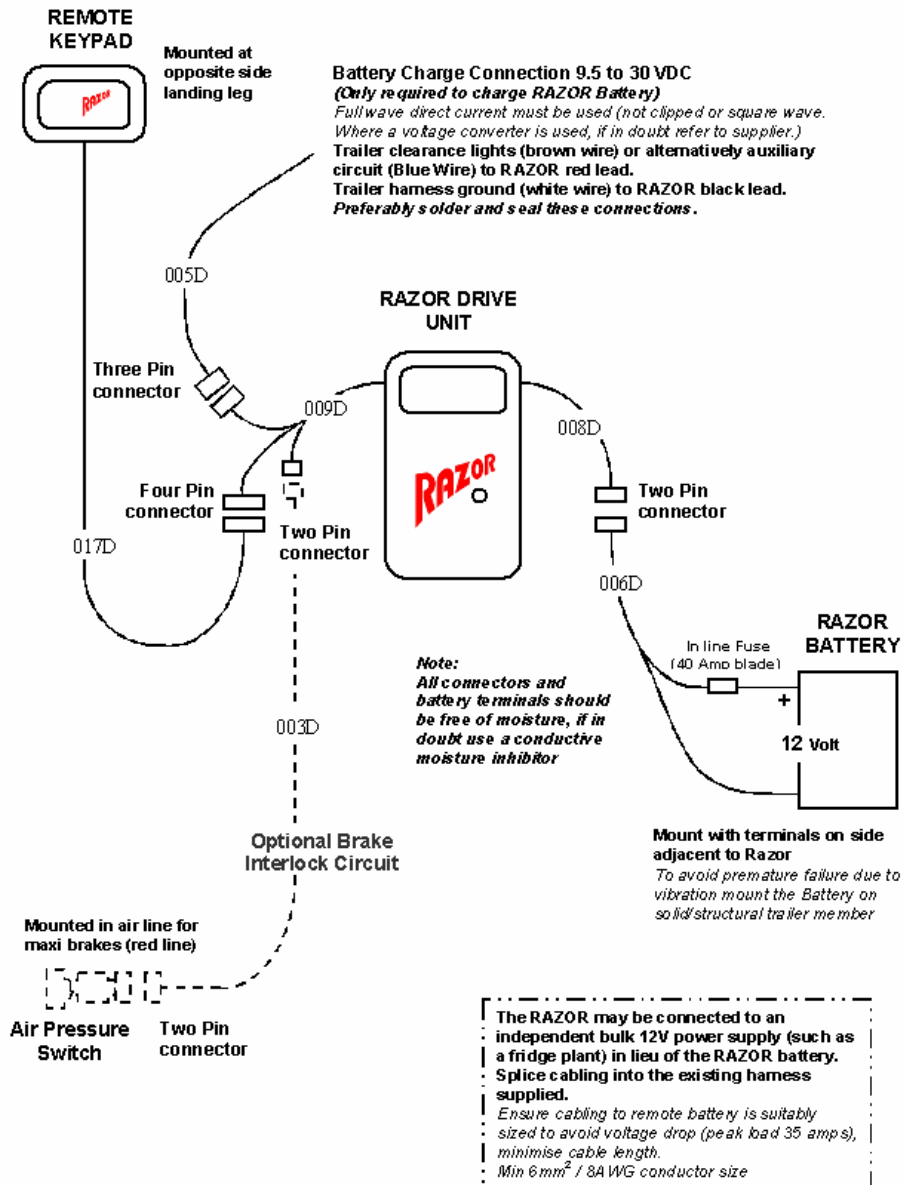 REMOTE
KEYPAD
Mounted at
opposite side
landing leg
RAZOR
Battery Charge Connection 9.5 to 30 VDC
(Only required to charge RAZOR Battery)
Full wave direct current must be used (not clipped or square wave.
Where a voltage converter is used, if in doubt refer to supplier.)
Trailer clearance lights (brown wire) or alternatively auxiliary
circuit (Blue Wire) to RAZOR red lead.
Trailer harness ground (white wire) to RAZOR black lead.
Preferably solder and seal these connections.
005D
RAZOR DRIVE
UNIT
Three Pin
connector
009D
008D
RAZOR
Four Pin
connector
Two Pin
connector
Two Pin
connector
017D
006D
RAZOR
BATTERY
In line Fuse
(40 Amp blade)
+
12 Volt
Note:
All connectors and
battery terminals should
be free of moisture, if in
doubt use a conductive
moisture inhibitor
003D
Optional Brake
Interlock Circuit
Mount with terminals on side
adjacent to Razor
To avoid premature failure due to
vibration mount the Battery on
solid/structural trailer member
Mounted in air line for
maxi brakes (red line)
Air Pressure
Switch
Two Pin
connector
The RAZOR may be connected to an
independent bulk 12V power supply (such as
a fridge plant) in lieu of the RAZOR battery.
Splice cabling into the existing harness
supplied.
Ensure cabling to remote battery is suitably
sized to avoid voltage drop (peak load 35 amps),
minimise cable length.
Min 6mm² / 8AWG conductor size